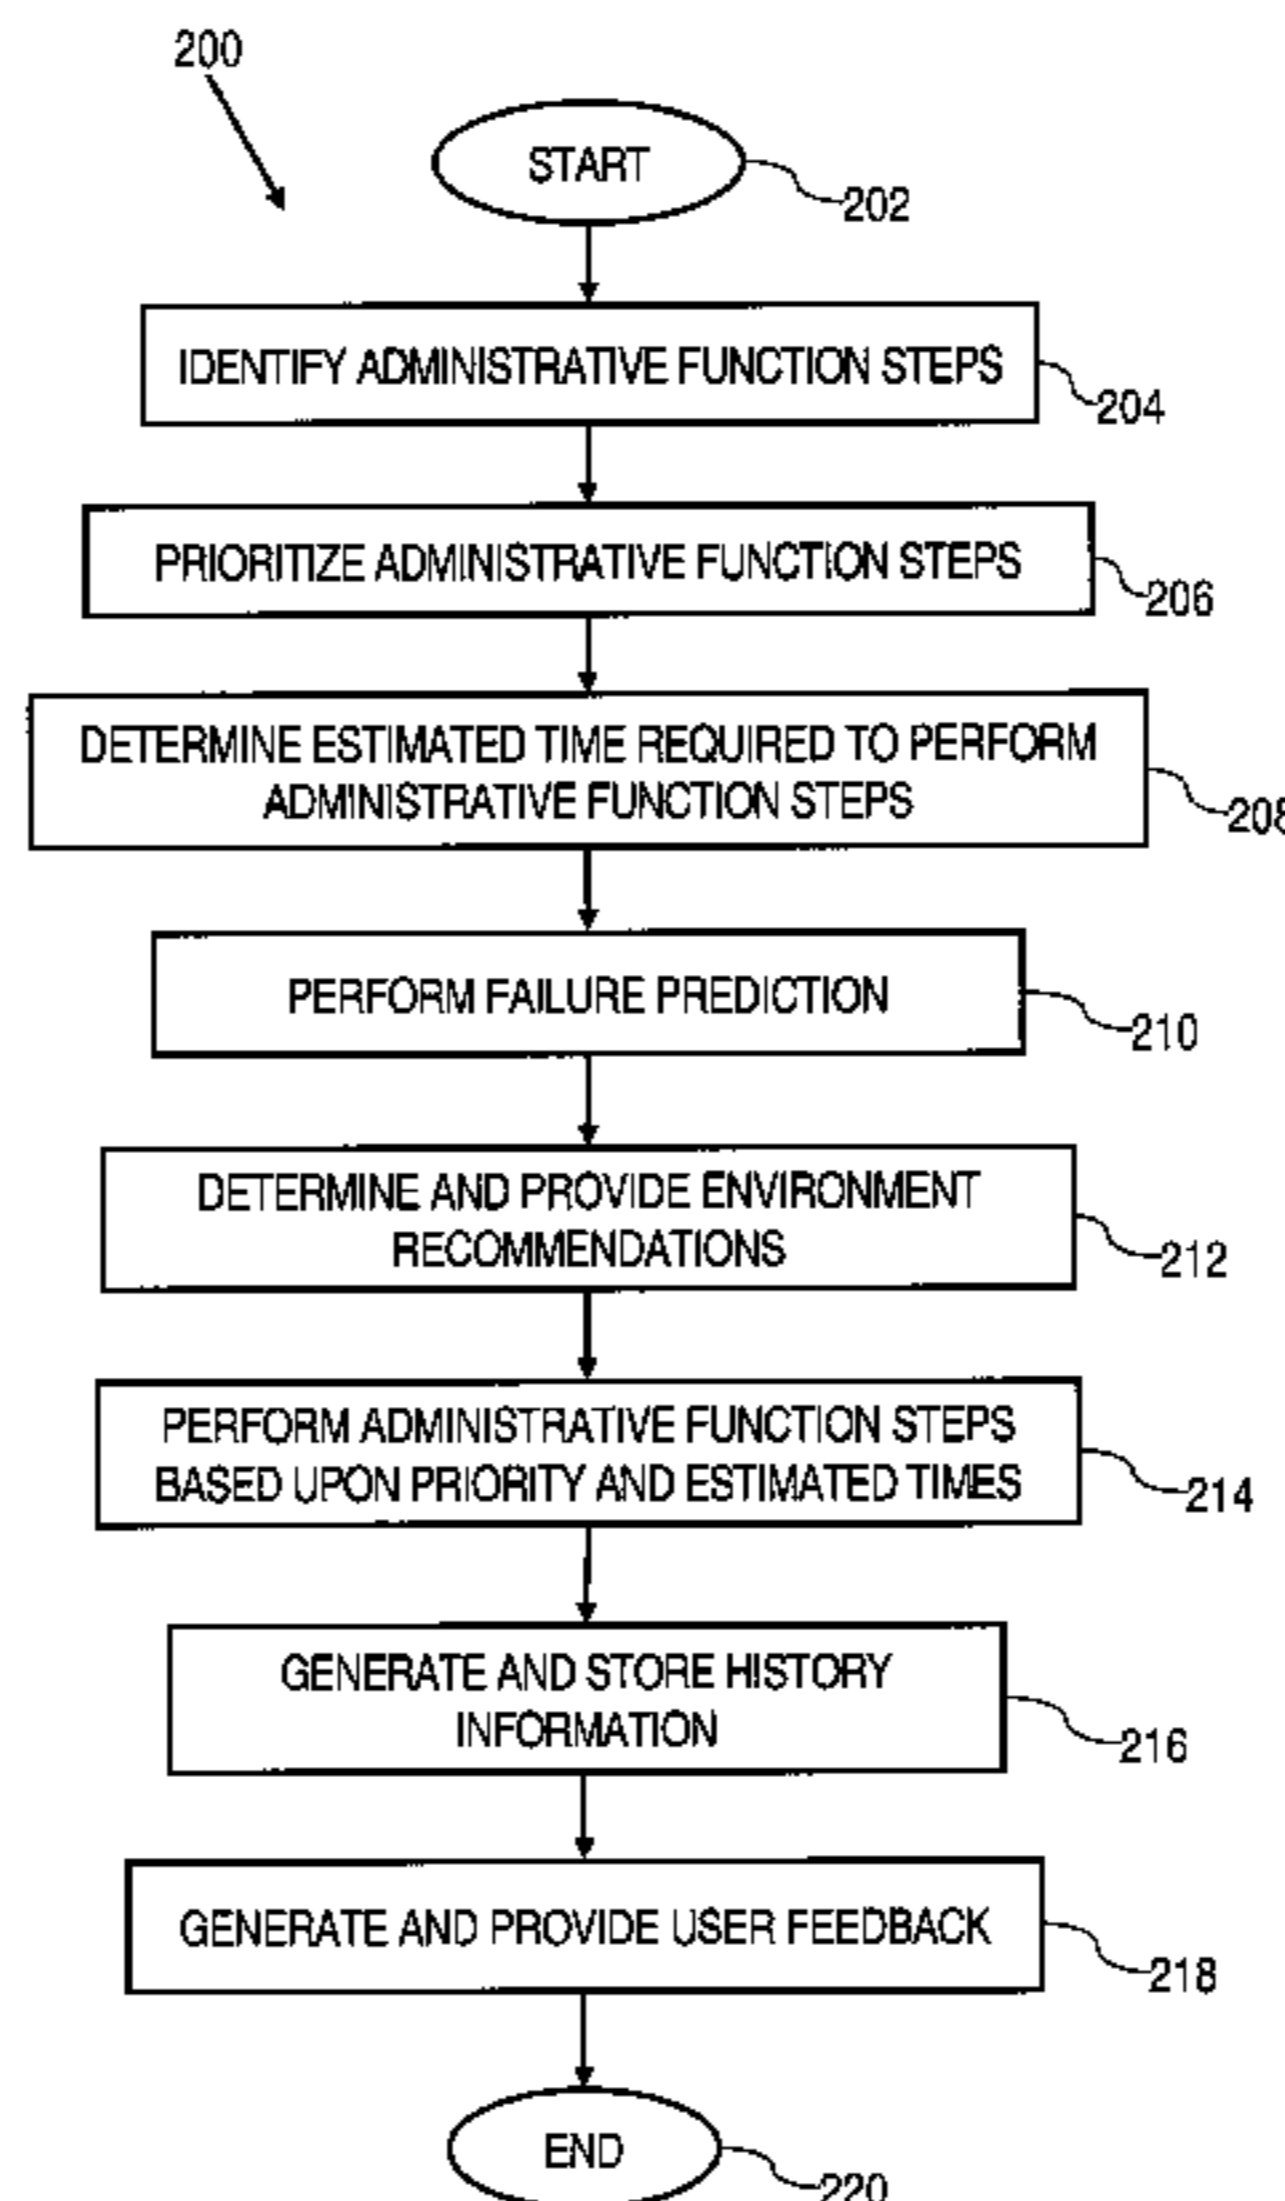 200
START
202
IDENTIFY ADMINISTRATIVE FUNCTION STEPS
204
PRIORITIZE ADMINISTRATIVE FUNCTION STEPS
206
DETERMINE ESTIMATED TIME REQUIRED TO PERFORM
ADMINISTRATIVE FUNCTION STEPS
208
PERFORM FAILURE PREDICTION
210
DETERMINE AND PROVIDE ENVIRONMENT
RECOMMENDATIONS
212
PERFORM ADMINISTRATIVE FUNCTION STEPS
BASED UPON PRIORITY AND ESTIMATED TIMES
214
GENERATE AND STORE HISTORY
INFORMATION
216
GENERATE AND PROVIDE USER FEEDBACK
218
END
220